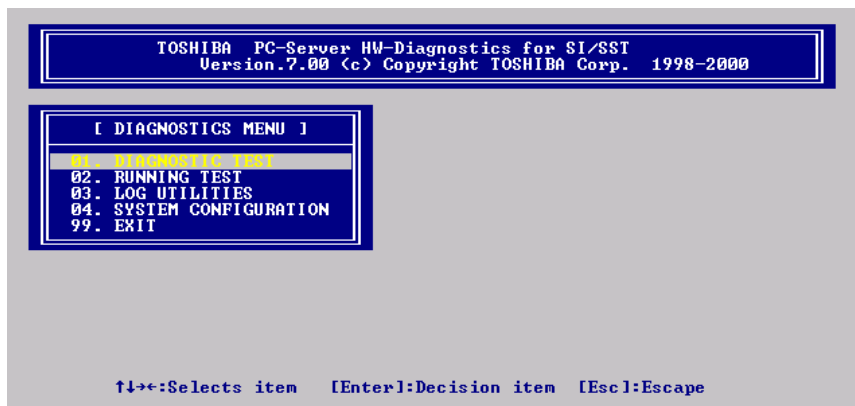 TOSHIBA PC-Server HW-Diagnostics for SI/SST
Version.7.00 (c) Copyright TOSHIBA Corp. 1998-2000
[ DIAGNOSTICS MENU ]
01. DIAGNOSTIC TEST
02. RUNNING TEST
03. LOG UTILITIES
04. SYSTEM CONFIGURATION
99. EXIT
↑↓→←:Selects item [Enter]:Decision item [Esc]:Escape